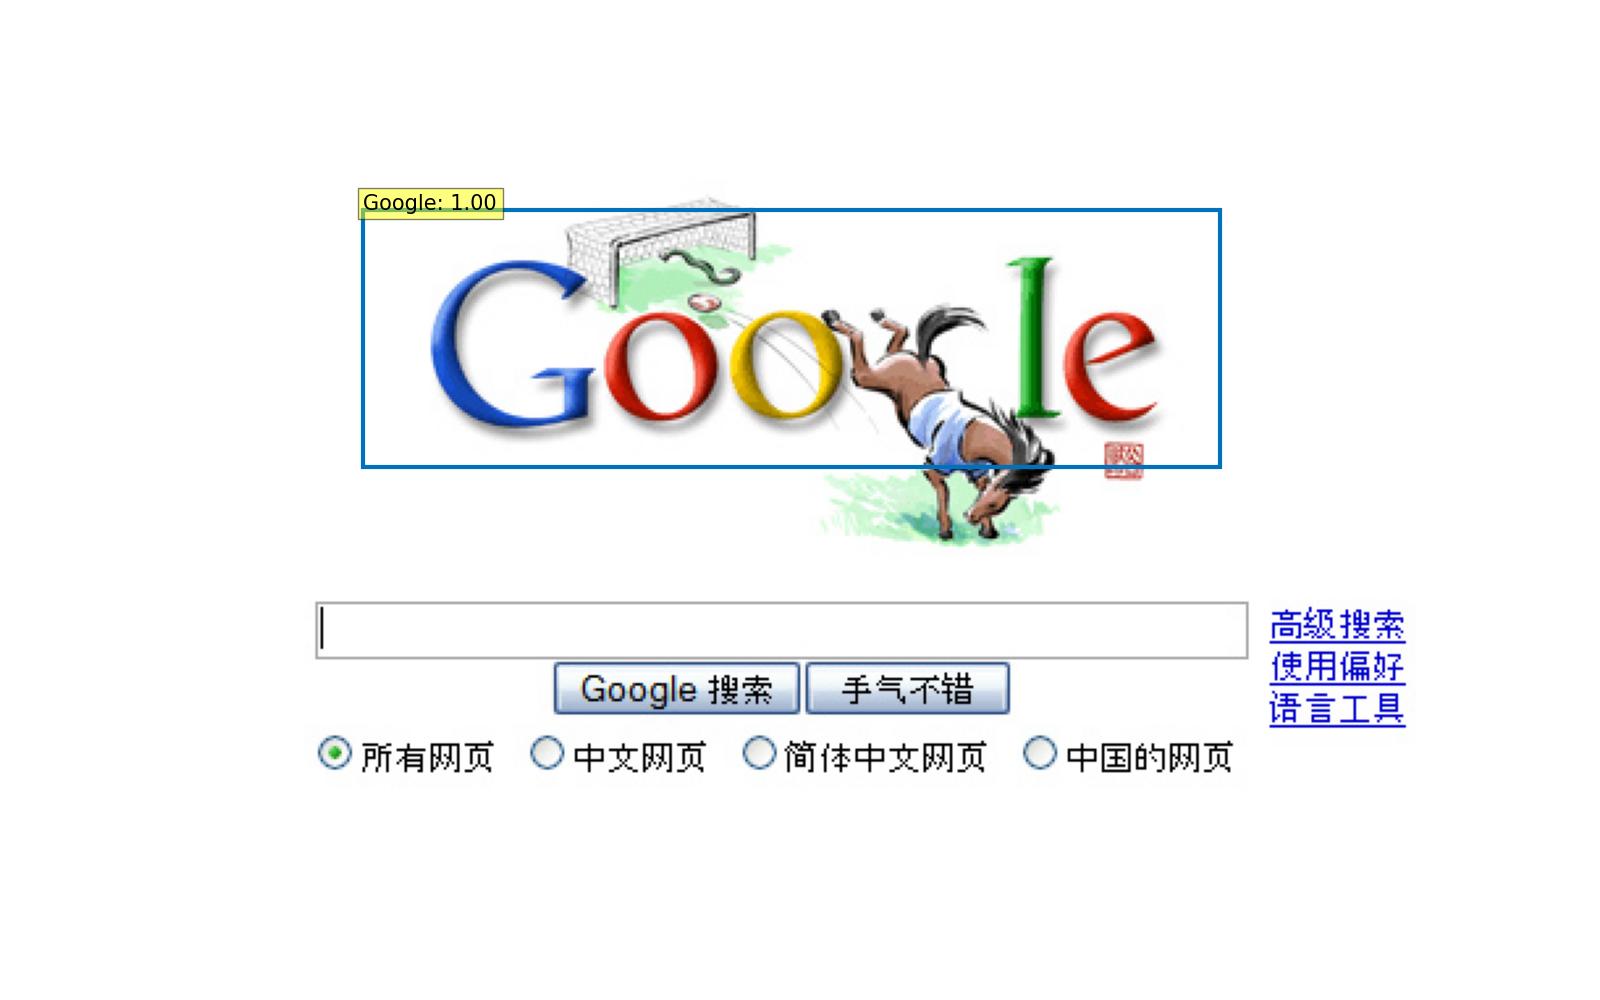 Google: 1.00
Google
高级搜索
使用偏好
语言工具
Google 搜索 手气不错
所有网页 中文网页 简体中文网页 中国的网页